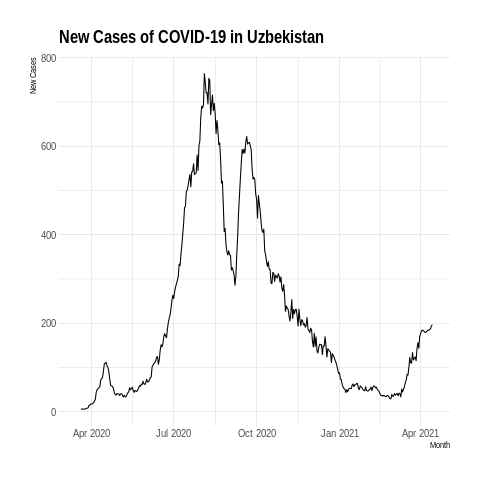 New Cases of COVID-19 in Uzbekistan
New Cases
800
600
400
200
0
Apr 2020 Jul 2020 Oct 2020 Jan 2021 Apr 2021
Month